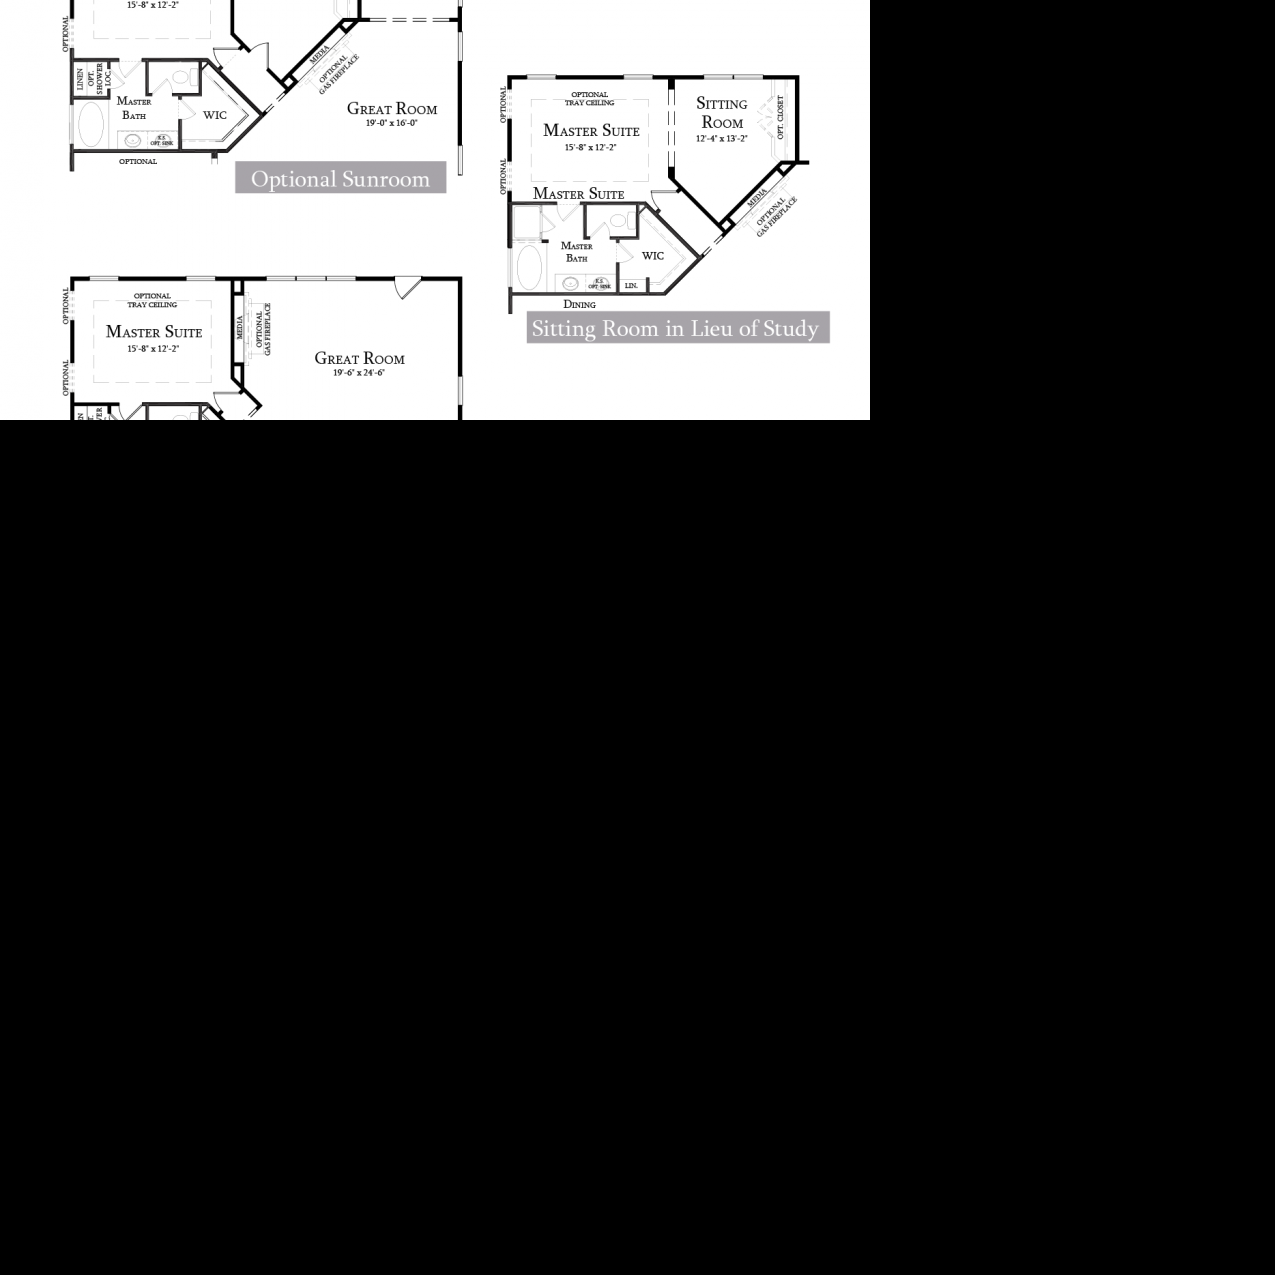 15'-8" x 12'-2"
OPTIONAL
MEDIA
OPTIONAL
GAS FIREPLACE
LINEN
OPT.
SHOWER
LOC.
MASTER
BATH
WIC
GREAT ROOM
19'-0" x 16'-0"
K.S.
OPT. SINK
OPTIONAL
Optional Sunroom
OPTIONAL
OPTIONAL
TRAY CEILING
MASTER SUITE
15'-8" x 12'-2"
SITTING
ROOM
12'-4" x 13'-2"
OPT. CLOSET
OPTIONAL
MASTER SUITE
MEDIA
OPTIONAL
GAS FIREPLACE
MASTER
BATH
WIC
K.S.
OPT. SINK
LIN.
DINING
Sitting Room in Lieu of Study
OPTIONAL
OPTIONAL
TRAY CEILING
MASTER SUITE
15'-8" x 12'-2"
MEDIA
OPTIONAL
GAS FIREPLACE
GREAT ROOM
19'-6" x 24'-6"
OPTIONAL